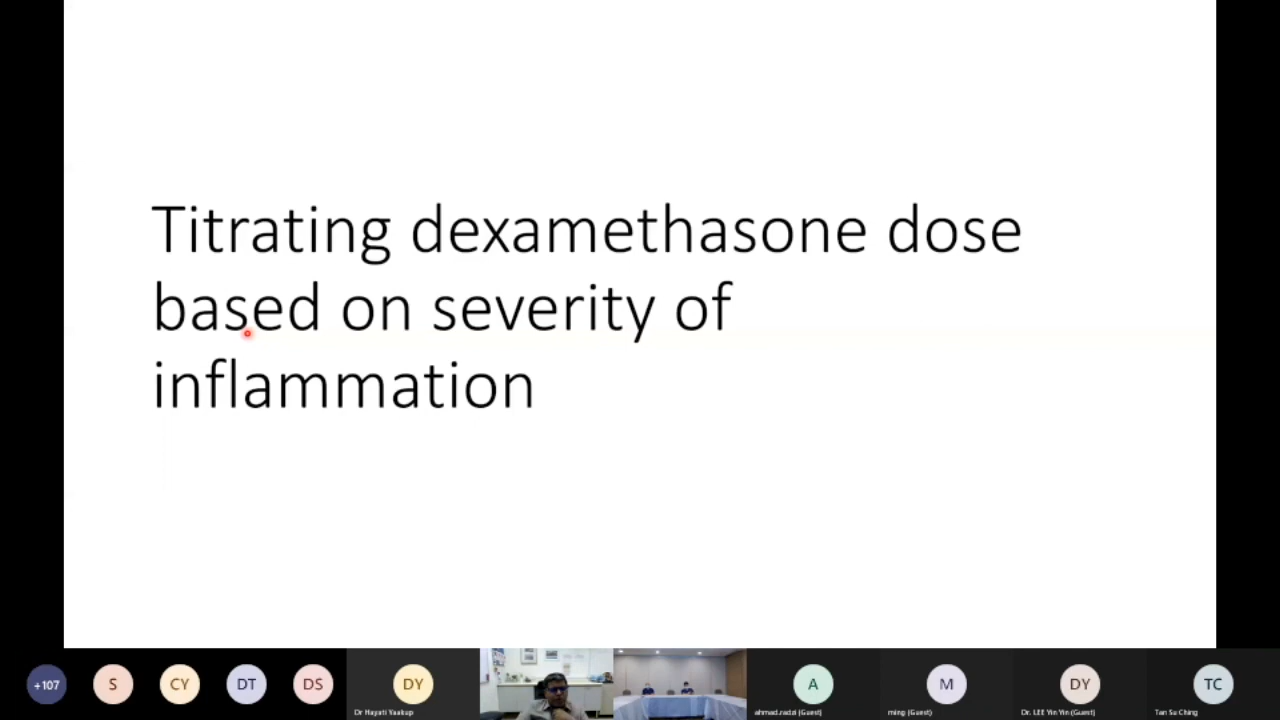 Titrating dexamethasone dose
based on severity of
inflammation
+107
S
CY
DT
DS
DY
Dr Hayati Yaakup
A
ahmad.radzi (Guest)
M
ming (Guest)
DY
Dr. LEE Yin Yin (Guest)
TC
Tan Su Ching